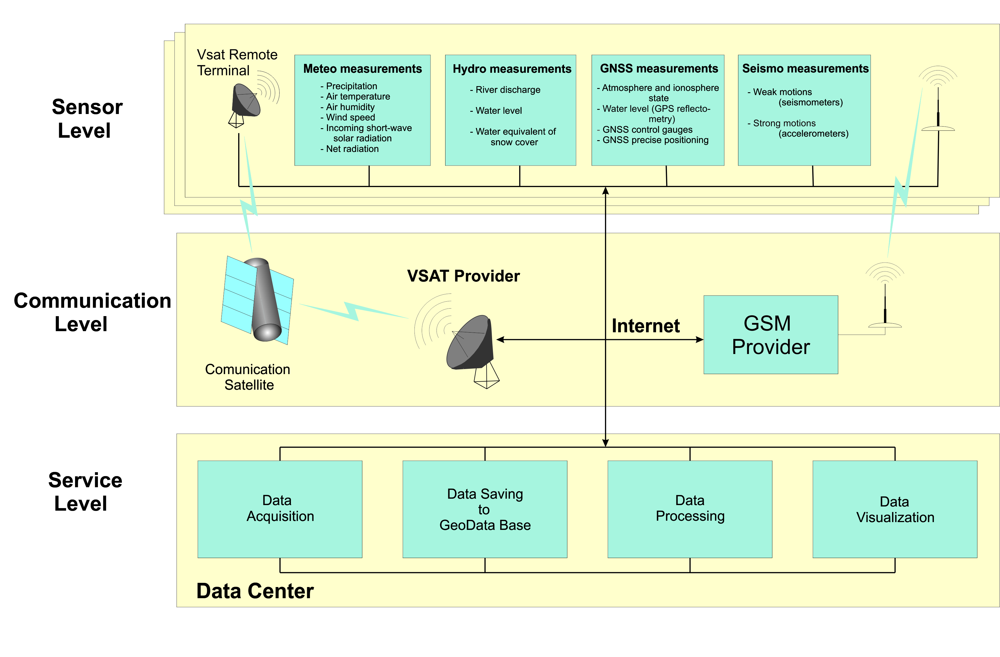 Sensor
Level
Vsat Remote
Terminal
Meteo measurements
- Precipitation
- Air temperature
- Air humidity
- Wind speed
- Incoming short-wave
solar radiation
- Net radiation
Hydro measurements
- River discharge
- Water level
- Water equivalent of
snow cover
GNSS measurements
- Atmosphere and ionosphere
state
- Water level (GPS reflecto-
metry)
- GNSS control gauges
- GNSS precise positioning
Seismo measurements
- Weak motions
(seismometers)
- Strong motions
(accelerometers)
Communication
Level
Comunication
Satellite
VSAT Provider
Internet
GSM
Provider
Service
Level
Data
Acquisition
Data Saving
to
GeoData Base
Data
Processing
Data
Visualization
Data Center